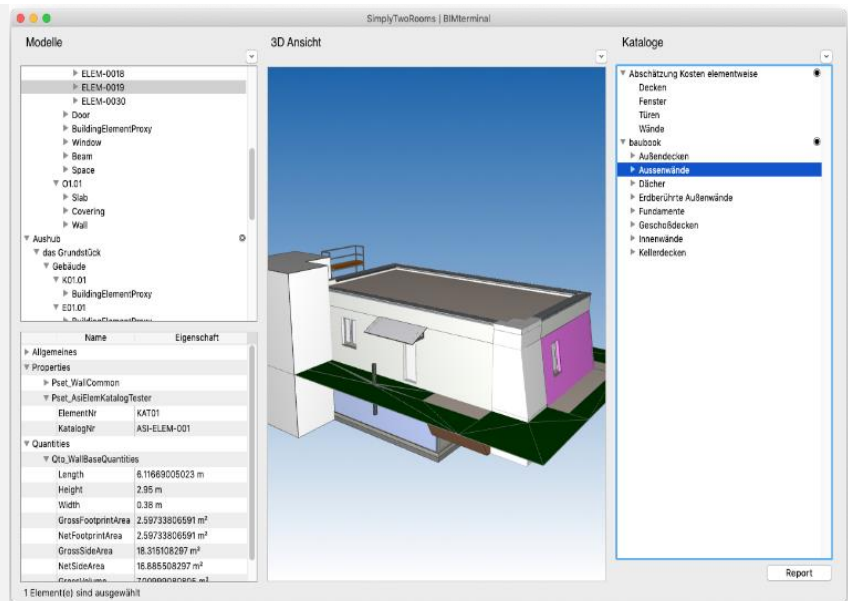 SimplyTwoRooms | BIMterminal
Modelle
ELEM-0018
ELEM-0019
ELEM-0030
Door
BuildingElementProxy
Window
Beam
Space
O1.01
Slab
Covering
Wall
Aushub
das Grundstück
Gebäude
K01.01
BuildingElementProxy
E01.01
BuildingElementProxy
Name Eigenschaft
Allgemeines
Properties
Pset_WallCommon
Pset_AsiElemKatalogTester
ElementNr KAT01
KatalogNr ASI-ELEM-001
Quantities
Qto_WallBaseQuantities
Length 6.11669005023 m
Height 2.95 m
Width 0.38 m
GrossFootprintArea 2.59733806591 m²
NetFootprintArea 2.59733806591 m²
GrossSideArea 18.315108297 m²
NetSideArea 16.885508297 m²
GrossVolume
1 Element(e) sind ausgewählt
3D Ansicht
Kataloge
Abschätzung Kosten elementweise
Decken
Fenster
Türen
Wände
baubook
Außendecken
Aussenwände
Dächer
Erdberührte Außenwände
Fundamente
Geschoßdecken
Innenwände
Kellerdecken
Report